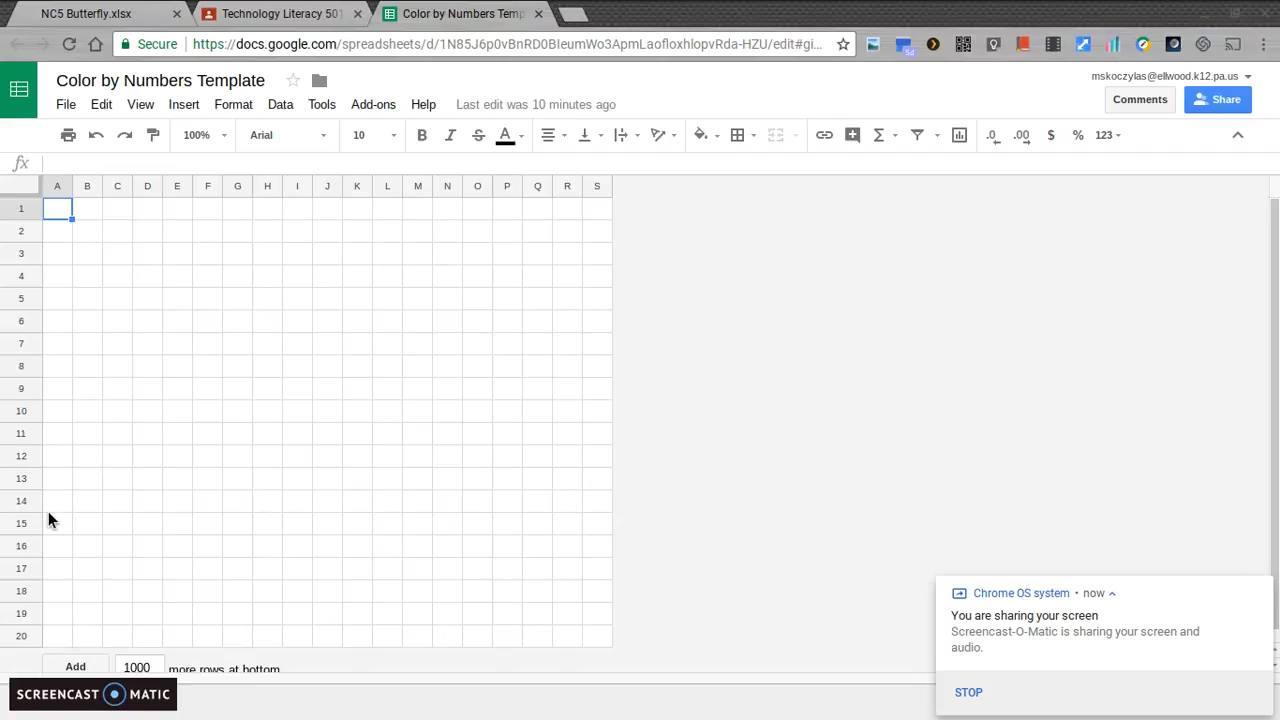 NC5 Butterfly.xlsx
Technology Literacy 501
Color by Numbers Temp
Secure
https://docs.google.com/spreadsheets/d/1N85J6p0vBnRD0BIeumWo3ApmLaofloxhlopvRda-HZU/edit#gi...
5d
Color by Numbers Template
mskoczylas@ellwood.k12.pa.us
File Edit View Insert Format Data Tools Add-ons Help Last edit was 10 minutes ago
Comments
Share
100% Arial 10 B I S A Σ .0 .00 $ % 123
fx
A B C D E F G H I J K L M N O P Q R S
1
2
3
4
5
6
7
8
9
10
11
12
13
14
15
16
17
18
19
20
Add 1000 more rows at bottom
Chrome OS system • now
You are sharing your screen
Screencast-O-Matic is sharing your screen and
audio.
STOP
SCREENCAST MATIC